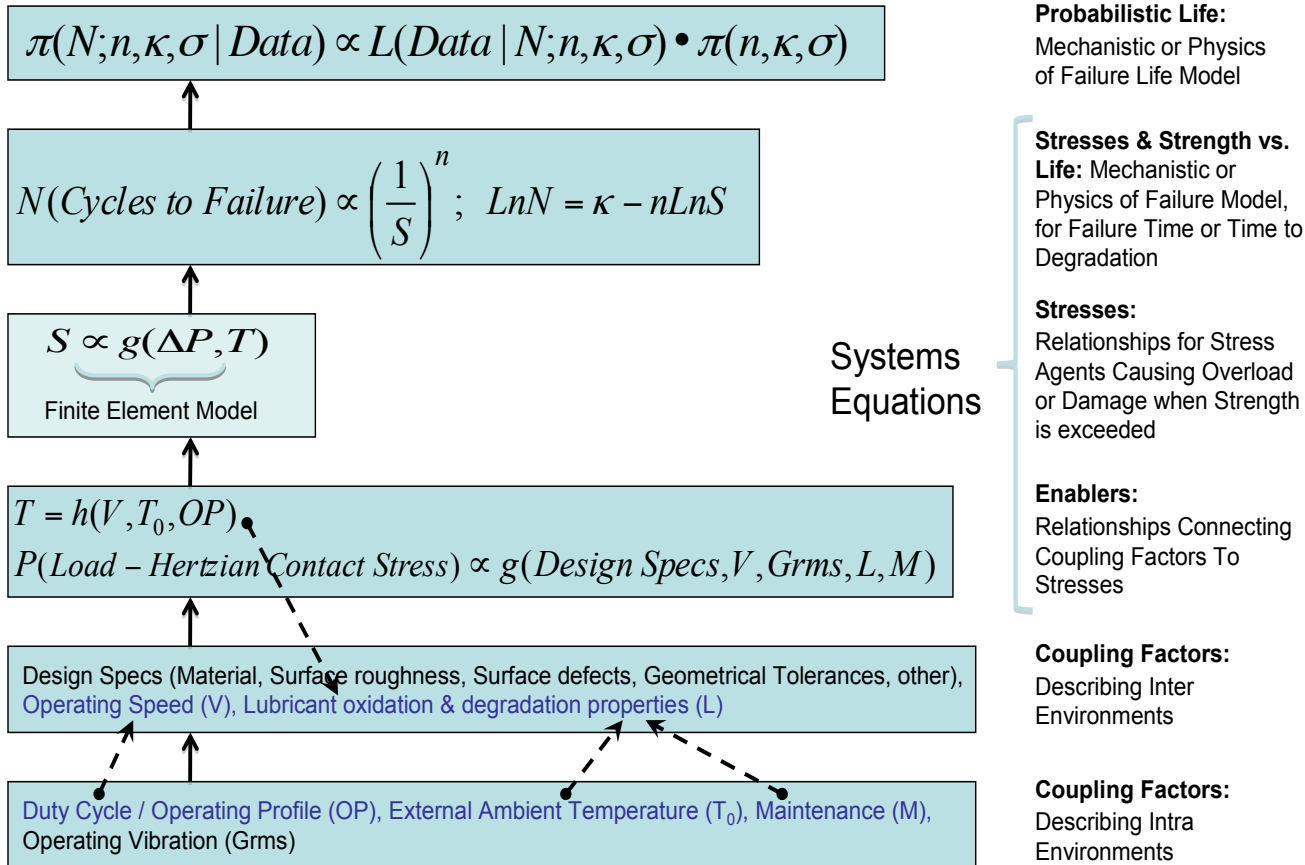 π(N;n,κ,σ | Data) ∝ L(Data | N;n,κ,σ) • π(n,κ,σ)
Probabilistic Life:
Mechanistic or Physics
of Failure Life Model
N(Cycles to Failure) ∝ (1/S)^n ; LnN = κ − nLnS
Stresses & Strength vs.
Life: Mechanistic or
Physics of Failure Model,
for Failure Time or Time to
Degradation
S ∝ g(ΔP,T)
Finite Element Model
Systems
Equations
Stresses:
Relationships for Stress
Agents Causing Overload
or Damage when Strength
is exceeded
T = h(V,T₀,OP)
P(Load − Hertzian Contact Stress) ∝ g(Design Specs,V,Grms,L,M)
Enablers:
Relationships Connecting
Coupling Factors To
Stresses
Design Specs (Material, Surface roughness, Surface defects, Geometrical Tolerances, other),
Operating Speed (V), Lubricant oxidation & degradation properties (L)
Coupling Factors:
Describing Inter
Environments
Duty Cycle / Operating Profile (OP), External Ambient Temperature (T₀), Maintenance (M),
Operating Vibration (Grms)
Coupling Factors:
Describing Intra
Environments